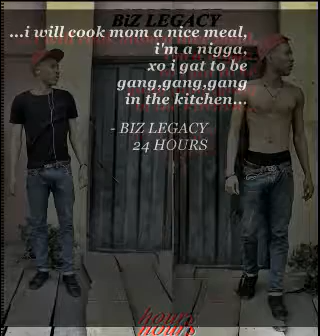 BiZ LEGACY
...i will cook mom a nice meal,
i'm a nigga,
xo i gat to be
gang,gang,gang
in the kitchen...
- BIZ LEGACY
24 HOURS
hours
hours